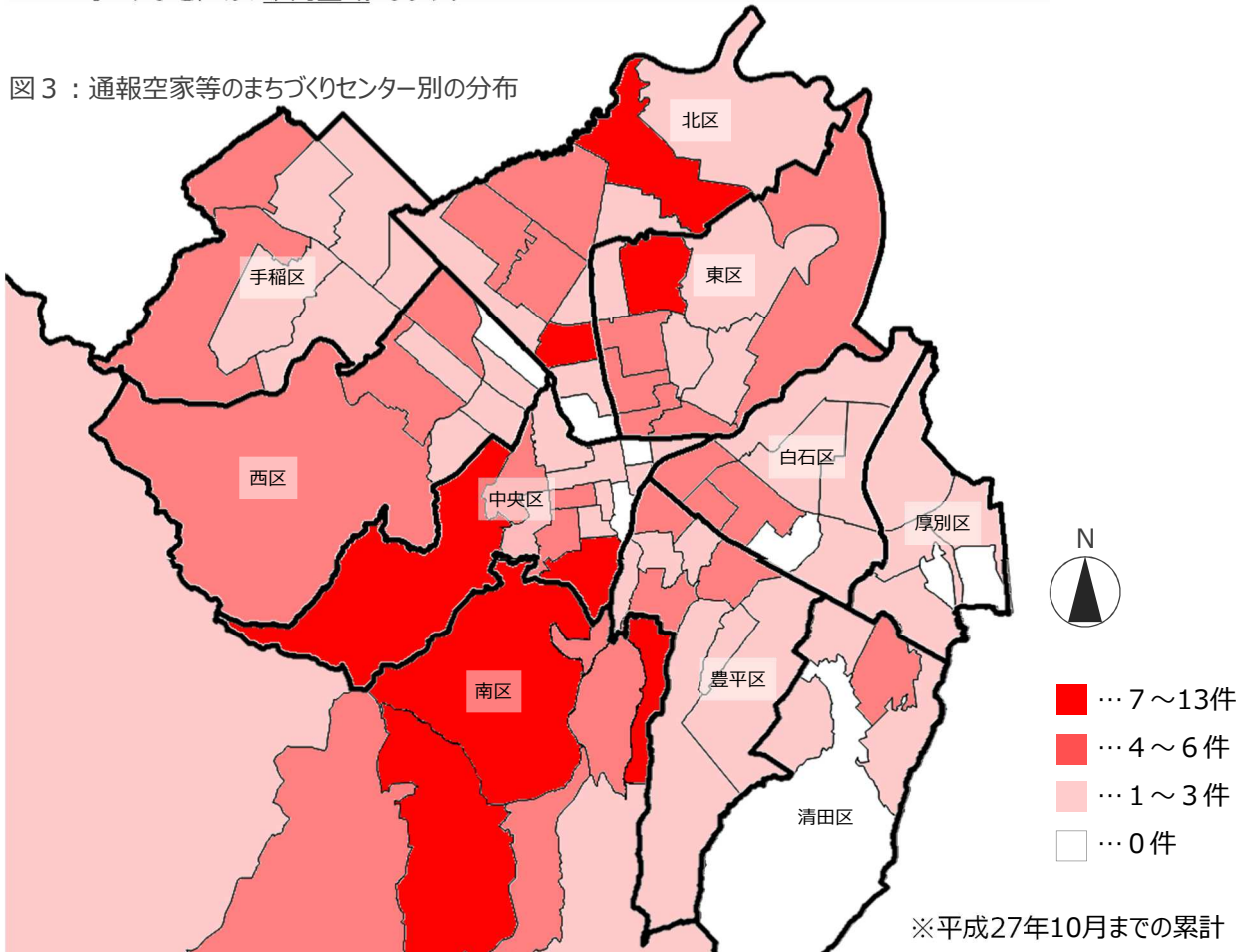 図３：通報空家等のまちづくりセンター別の分布
北区
手稲区
東区
西区
中央区
白石区
厚別区
N
南区
豊平区
清田区
…７～13件
…４～６件
…１～３件
…０件
※平成27年10月までの累計